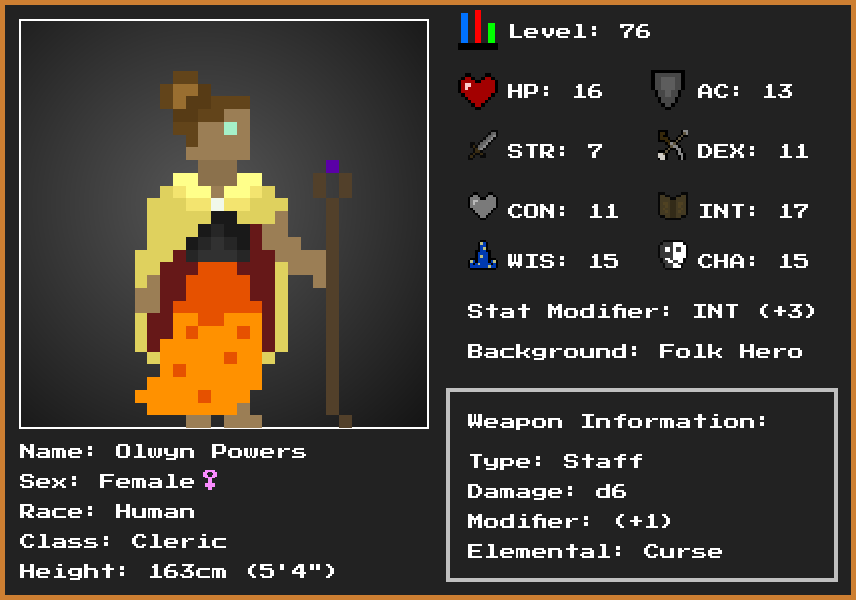 Level: 76
HP: 16
AC: 13
STR: 7
DEX: 11
CON: 11
INT: 17
WIS: 15
CHA: 15
Stat Modifier: INT (+3)
Background: Folk Hero
Name: Olwyn Powers
Sex: Female♀
Race: Human
Class: Cleric
Height: 163cm (5'4")
Weapon Information:
Type: Staff
Damage: d6
Modifier: (+1)
Elemental: Curse